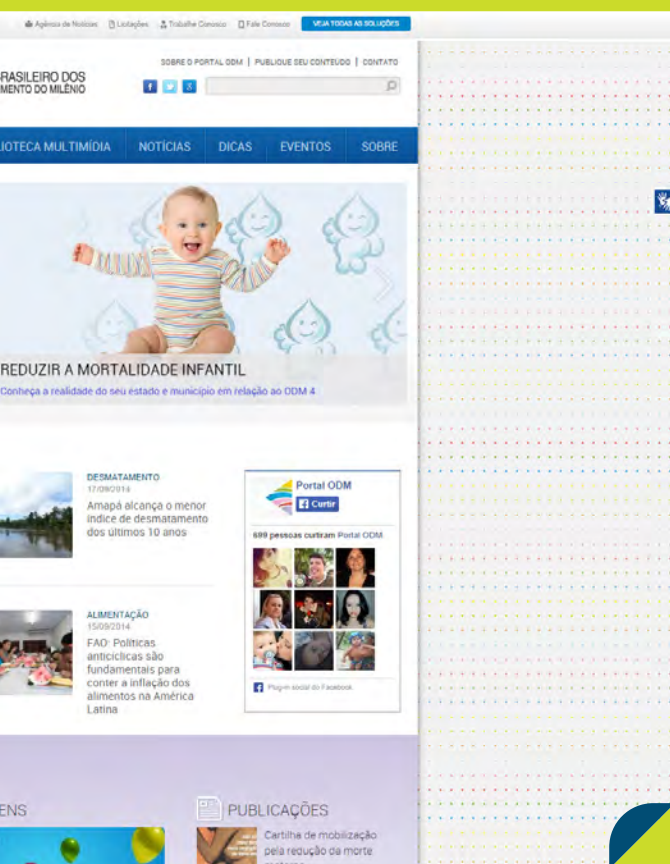 Agência de Notícias Licitações Trabalhe Conosco Fale Conosco VEJA TODAS AS SOLUÇÕES
SOBRE O PORTAL ODM | PUBLIQUE SEU CONTEÚDO | CONTATO
RASILEIRO DOS
MENTO DO MILÊNIO
IOTECA MULTIMÍDIA NOTÍCIAS DICAS EVENTOS SOBRE
REDUZIR A MORTALIDADE INFANTIL
Conheça a realidade do seu estado e município em relação ao ODM 4
DESMATAMENTO
17/09/2014
Amapá alcança o menor
índice de desmatamento
dos últimos 10 anos
ALIMENTAÇÃO
15/09/2014
FAO: Políticas
anticíclicas são
fundamentais para
conter a inflação dos
alimentos na América
Latina
Portal ODM
Curtir
699 pessoas curtiram Portal ODM
Plug-in social do Facebook
ENS
PUBLICAÇÕES
Cartilha de mobilização
pela redução da morte